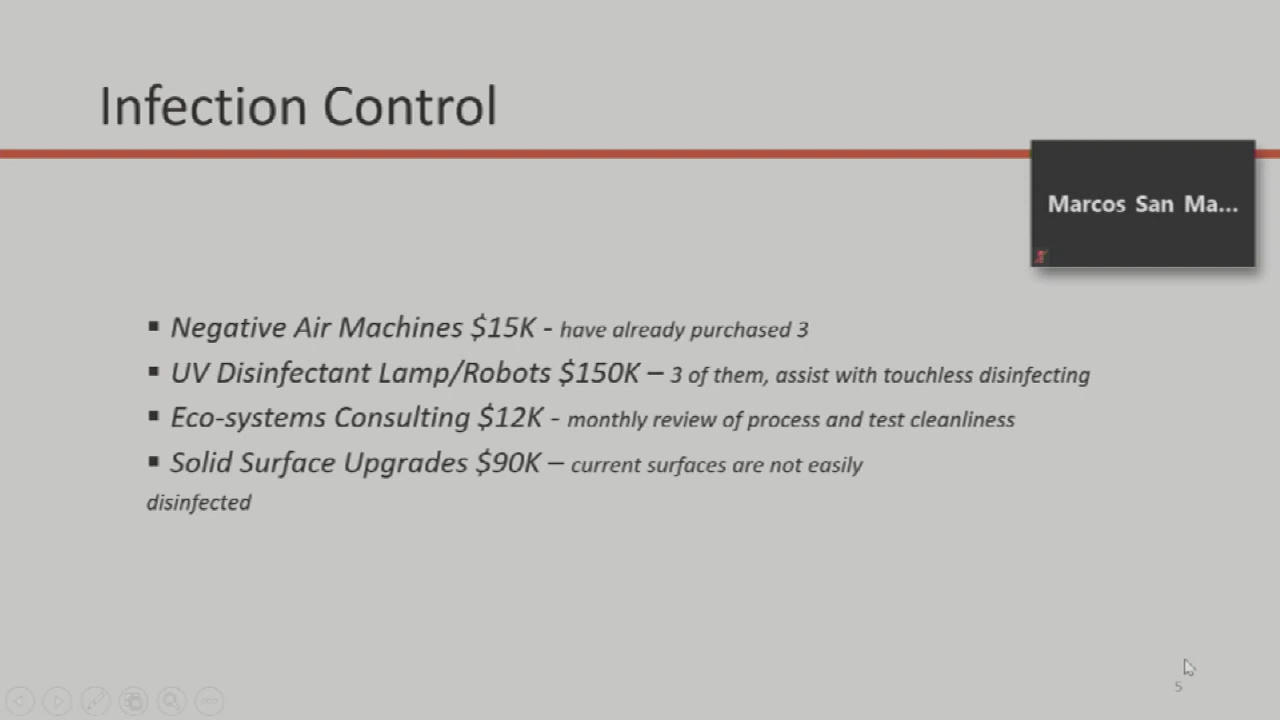 Infection Control
Marcos San Ma...
▪ Negative Air Machines $15K - have already purchased 3
▪ UV Disinfectant Lamp/Robots $150K – 3 of them, assist with touchless disinfecting
▪ Eco-systems Consulting $12K - monthly review of process and test cleanliness
▪ Solid Surface Upgrades $90K – current surfaces are not easily
disinfected
5